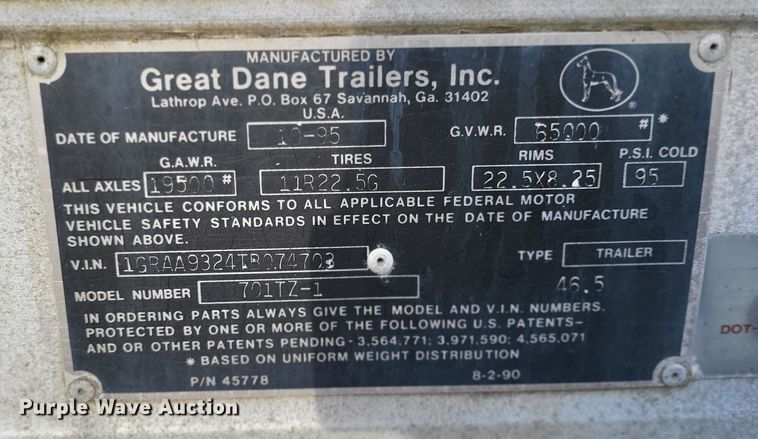 MANUFACTURED BY
Great Dane Trailers, Inc.
Lathrop Ave. P.O. Box 67 Savannah, Ga. 31402
U.S.A.
DATE OF MANUFACTURE 10-95 G.V.W.R. 65000 # *
G.A.W.R. TIRES RIMS P.S.I. COLD
ALL AXLES 19500 # 11R22.5G 22.5X8.25 95
THIS VEHICLE CONFORMS TO ALL APPLICABLE FEDERAL MOTOR
VEHICLE SAFETY STANDARDS IN EFFECT ON THE DATE OF MANUFACTURE
SHOWN ABOVE.
V.I.N. 1GRAA9324TB074703 TYPE TRAILER
MODEL NUMBER 701TZ-1 46.5
IN ORDERING PARTS ALWAYS GIVE THE MODEL AND V.I.N. NUMBERS.
PROTECTED BY ONE OR MORE OF THE FOLLOWING U.S. PATENTS-
AND OR OTHER PATENTS PENDING - 3,564,771; 3,971,590; 4,565,071
* BASED ON UNIFORM WEIGHT DISTRIBUTION
P/N 45778 8-2-90
®
DOT-
Purple Wave Auction